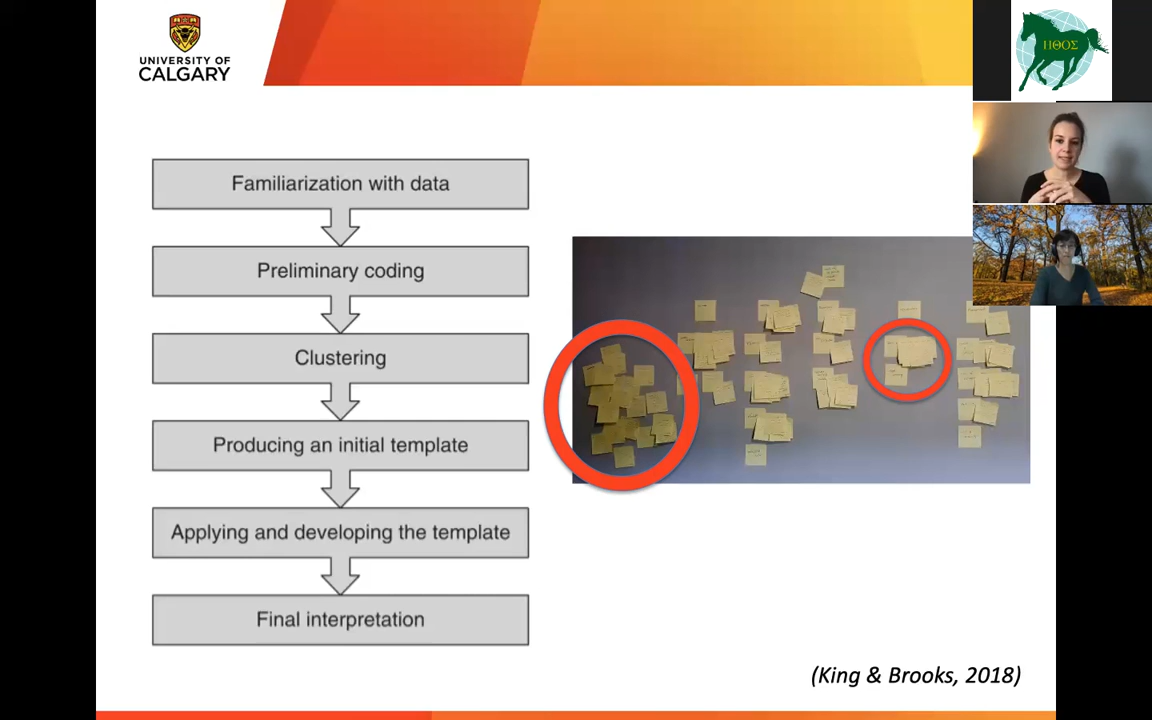 UNIVERSITY OF
CALGARY
ΗΘΟΣ
Familiarization with data
Preliminary coding
Clustering
Producing an initial template
Applying and developing the template
Final interpretation
(King & Brooks, 2018)